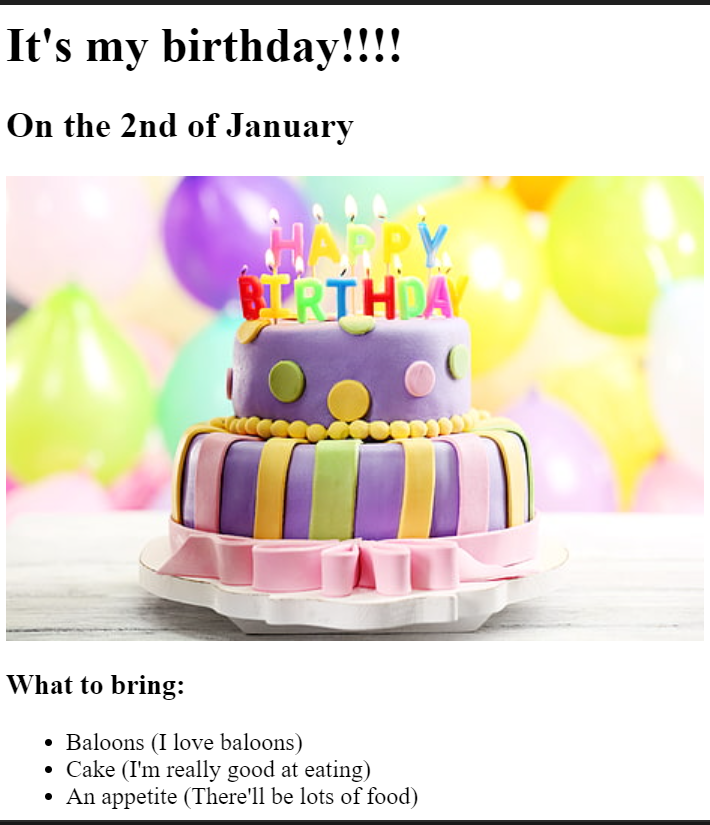 It's my birthday!!!!
On the 2nd of January
HAPPY
BIRTHDAY
What to bring:
Baloons (I love baloons)
Cake (I'm really good at eating)
An appetite (There'll be lots of food)